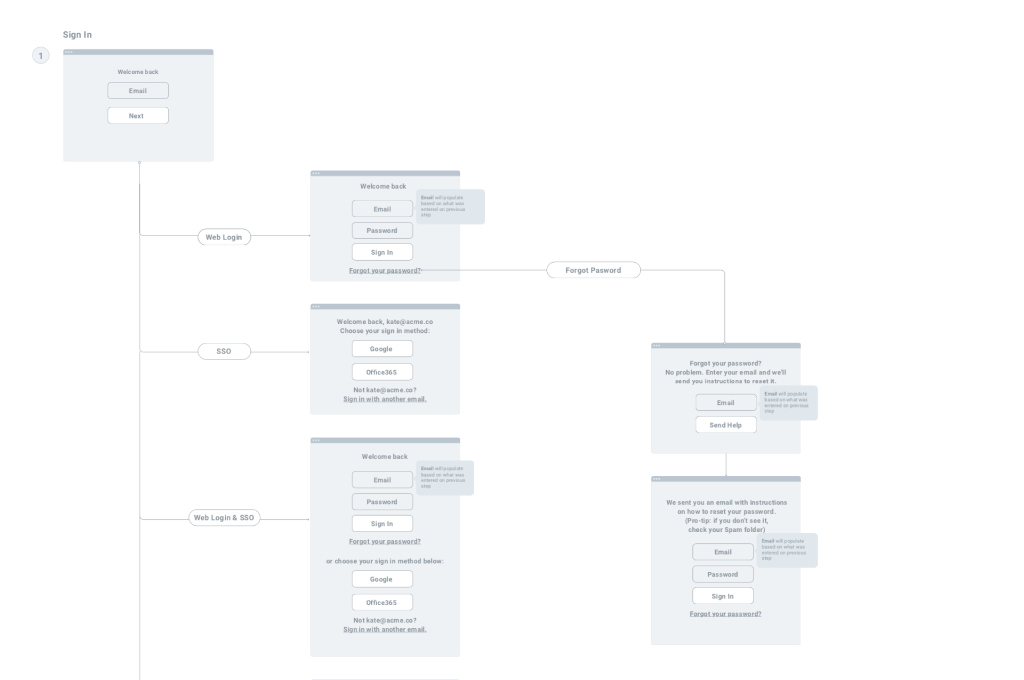 Sign In
1
Welcome back
Email
Next
Web Login
Welcome back
Email
Email will populate
based on what was
entered on previous
step
Password
Sign In
Forgot your password?
Forgot Pasword
SSO
Welcome back, kate@acme.co
Choose your sign in method:
Google
Office365
Not kate@acme.co?
Sign in with another email.
Forgot your password?
No problem. Enter your email and we'll
send you instructions to reset it.
Email
Email will populate
based on what was
entered on previous
step
Send Help
Web Login & SSO
Welcome back
Email
Email will populate
based on what was
entered on previous
step
Password
Sign In
Forgot your password?
or choose your sign in method below:
Google
Office365
Not kate@acme.co?
Sign in with another email.
We sent you an email with instructions
on how to reset your password.
(Pro-tip: if you don't see it,
check your Spam folder)
Email
Email will populate
based on what was
entered on previous
step
Password
Sign In
Forgot your password?